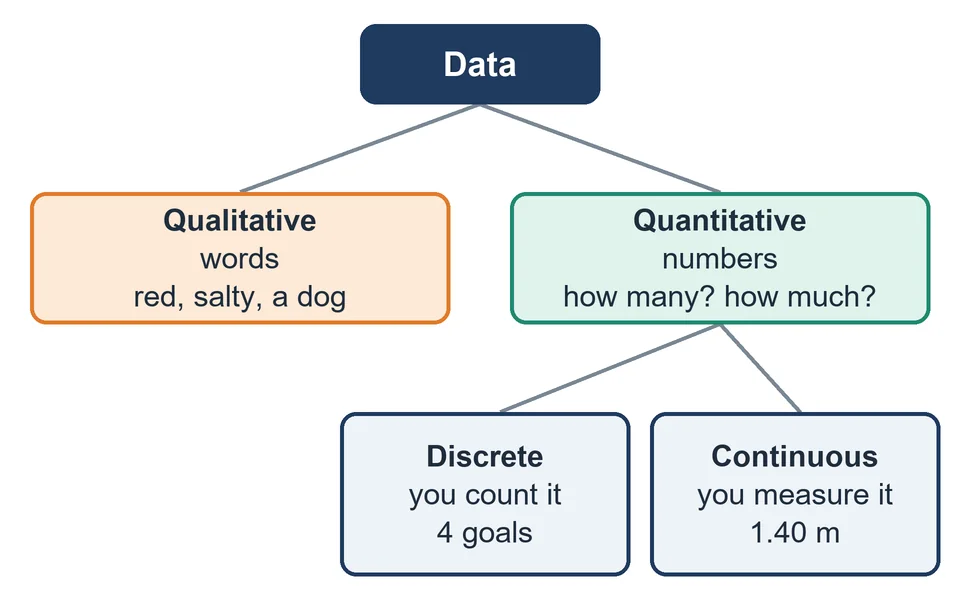 Data
Qualitative
words
red, salty, a dog
Quantitative
numbers
how many? how much?
Discrete
you count it
4 goals
Continuous
you measure it
1.40 m